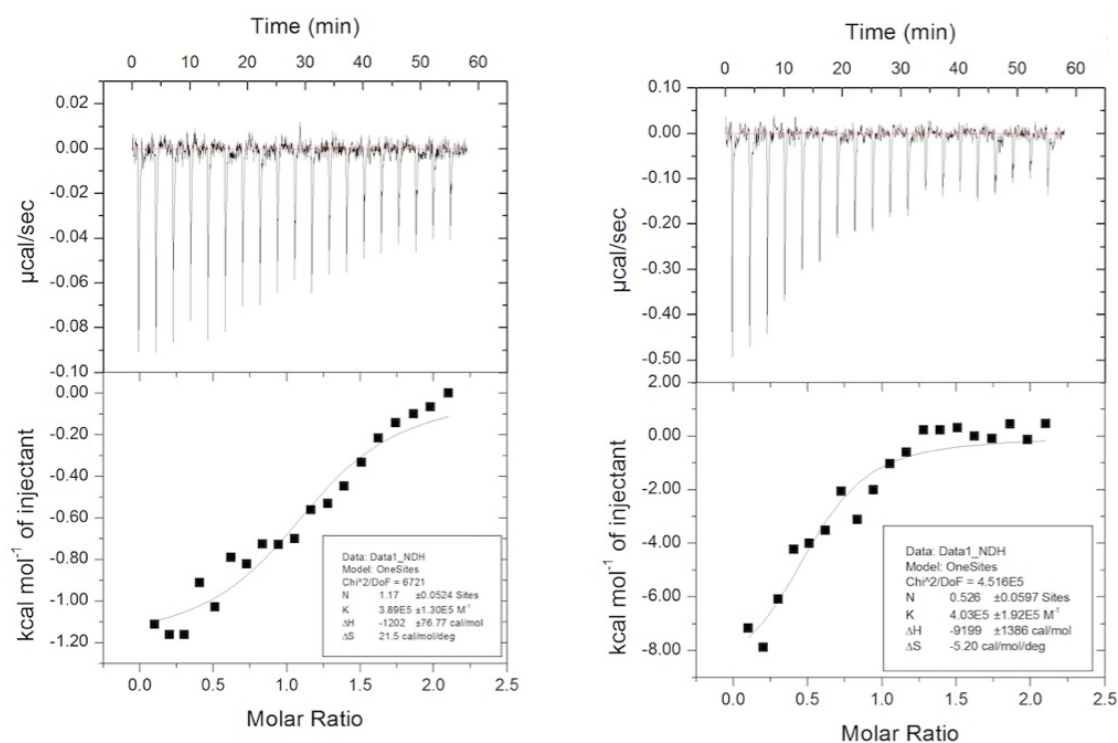 Time (min)
0 10 20 30 40 50 60
0.02
0.00
-0.02
-0.04
-0.06
-0.08
-0.10
µcal/sec
0.00
-0.20
-0.40
-0.60
-0.80
-1.00
-1.20
kcal mol⁻¹ of injectant
Data: Data1_NDH
Model: OneSites
Chi^2/DoF = 6721
N 1.17 ±0.0524 Sites
K 3.89E5 ±1.30E5 M⁻¹
ΔH -1202 ±76.77 cal/mol
ΔS 21.5 cal/mol/deg
0.0 0.5 1.0 1.5 2.0 2.5
Molar Ratio
Time (min)
0 10 20 30 40 50 60
0.10
0.00
-0.10
-0.20
-0.30
-0.40
-0.50
µcal/sec
2.00
0.00
-2.00
-4.00
-6.00
-8.00
kcal mol⁻¹ of injectant
Data: Data1_NDH
Model: OneSites
Chi^2/DoF = 4.516E5
N 0.526 ±0.0597 Sites
K 4.03E5 ±1.92E5 M⁻¹
ΔH -9199 ±1386 cal/mol
ΔS -5.20 cal/mol/deg
0.0 0.5 1.0 1.5 2.0 2.5
Molar Ratio